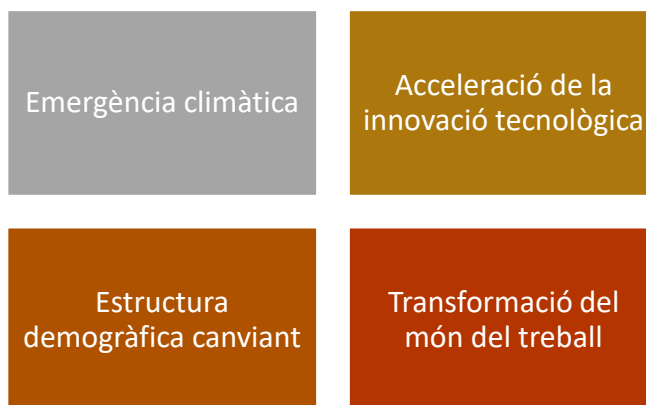 Emergència climàtica
Acceleració de la
innovació tecnològica
Estructura
demogràfica canviant
Transformació del
món del treball